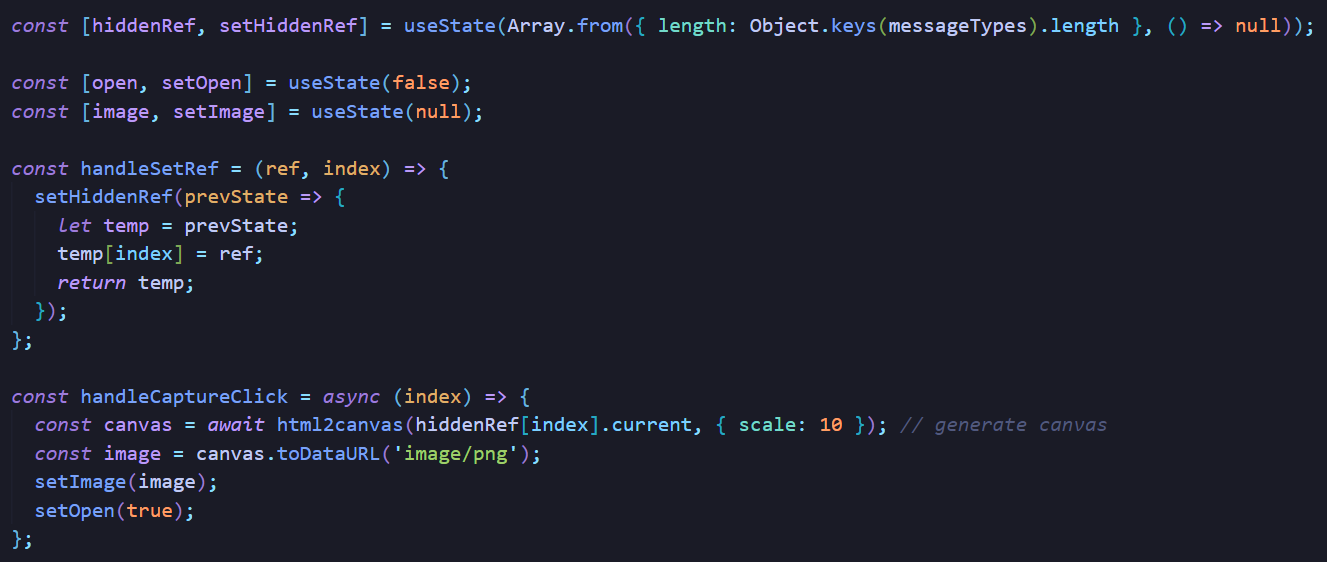 const [hiddenRef, setHiddenRef] = useState(Array.from({ length: Object.keys(messageTypes).length }, () => null));
const [open, setOpen] = useState(false);
const [image, setImage] = useState(null);
const handleSetRef = (ref, index) => {
setHiddenRef(prevState => {
let temp = prevState;
temp[index] = ref;
return temp;
});
};
const handleCaptureClick = async (index) => {
const canvas = await html2canvas(hiddenRef[index].current, { scale: 10 }); // generate canvas
const image = canvas.toDataURL('image/png');
setImage(image);
setOpen(true);
};